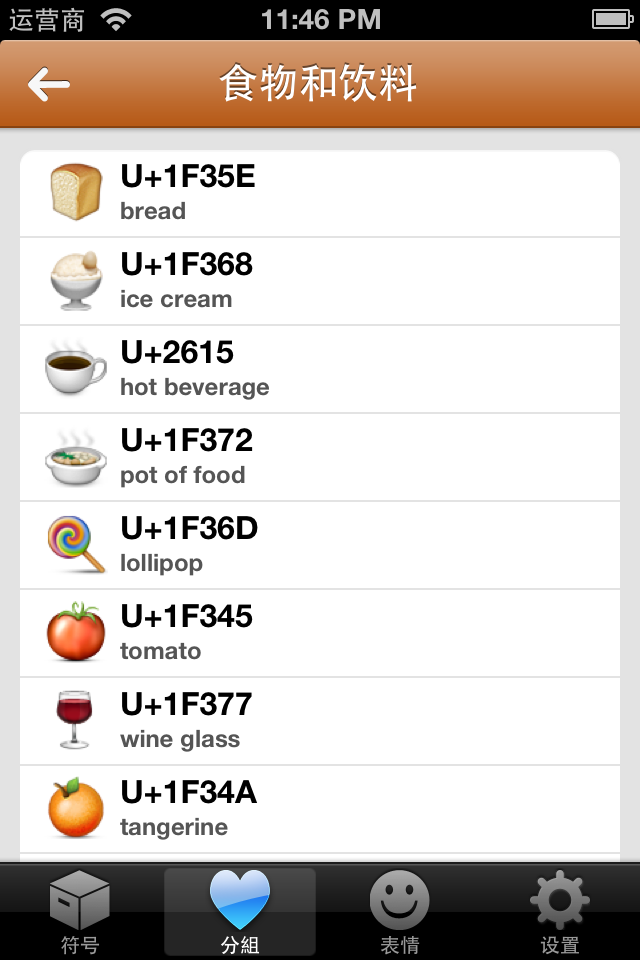 运营商 11:46 PM
食物和饮料
U+1F35E
bread
U+1F368
ice cream
U+2615
hot beverage
U+1F372
pot of food
U+1F36D
lollipop
U+1F345
tomato
U+1F377
wine glass
U+1F34A
tangerine
符号 分組 表情 设置